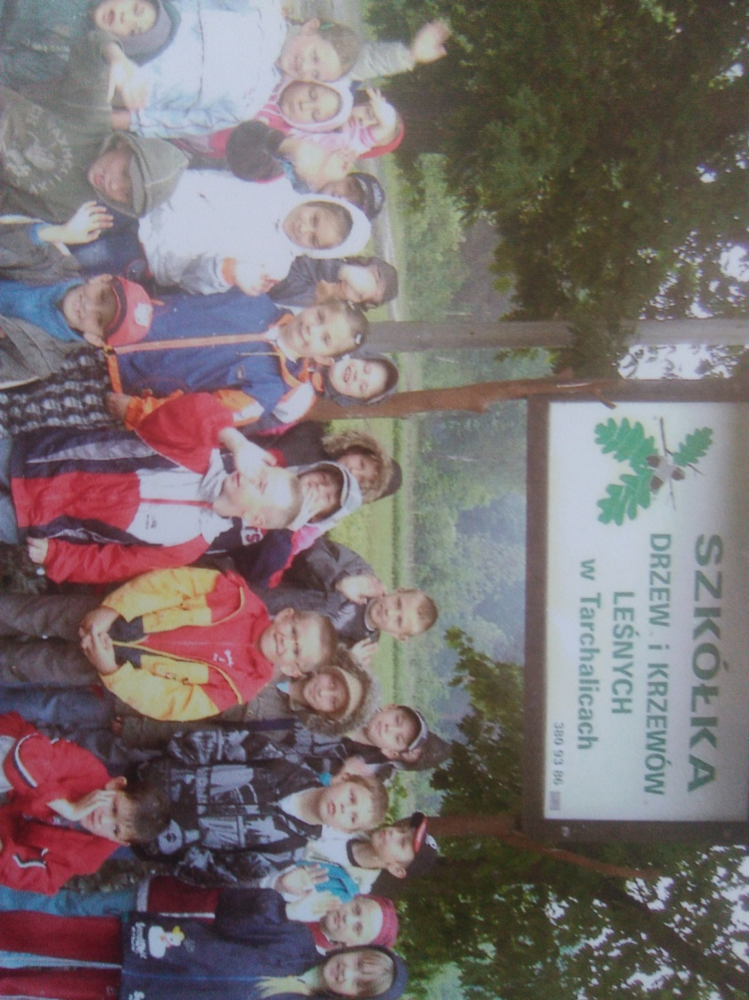 SZKÓŁKA
DRZEW i KRZEWÓW
LEŚNYCH
w Tarchalicach
380 93 86